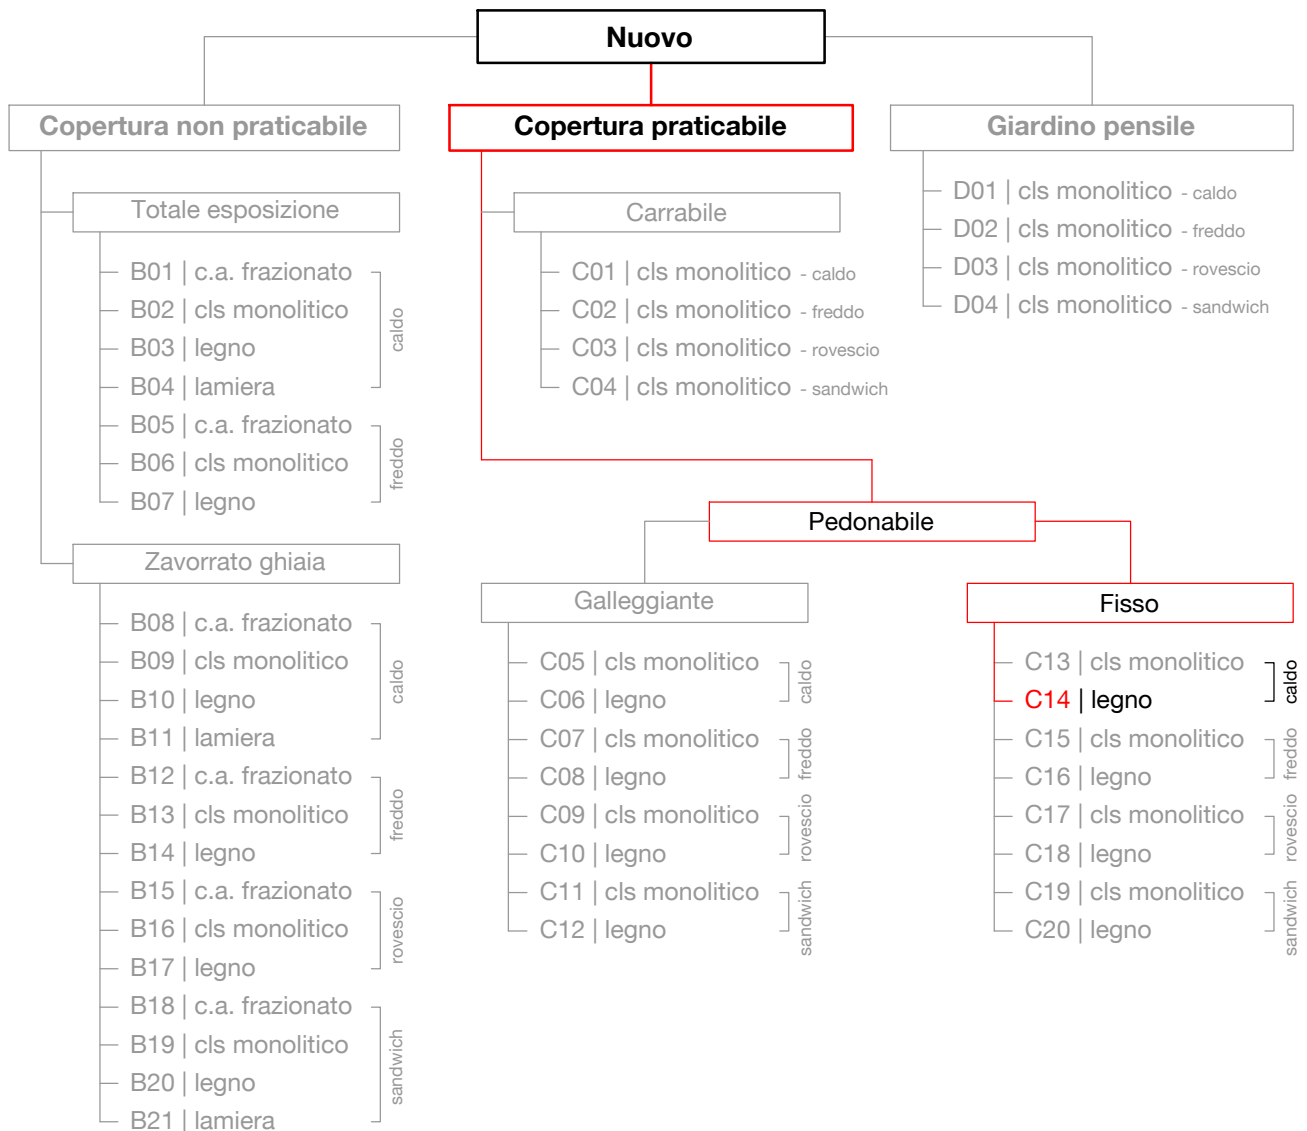 Nuovo
Copertura non praticabile
Totale esposizione
B01 | c.a. frazionato
B02 | cls monolitico
B03 | legno
B04 | lamiera
caldo
B05 | c.a. frazionato
B06 | cls monolitico
B07 | legno
freddo
Zavorrato ghiaia
B08 | c.a. frazionato
B09 | cls monolitico
B10 | legno
B11 | lamiera
caldo
B12 | c.a. frazionato
B13 | cls monolitico
B14 | legno
freddo
B15 | c.a. frazionato
B16 | cls monolitico
B17 | legno
rovescio
B18 | c.a. frazionato
B19 | cls monolitico
B20 | legno
B21 | lamiera
sandwich
Copertura praticabile
Carrabile
C01 | cls monolitico - caldo
C02 | cls monolitico - freddo
C03 | cls monolitico - rovescio
C04 | cls monolitico - sandwich
Pedonabile
Galleggiante
C05 | cls monolitico
C06 | legno
caldo
C07 | cls monolitico
C08 | legno
freddo
C09 | cls monolitico
C10 | legno
rovescio
C11 | cls monolitico
C12 | legno
sandwich
Fisso
C13 | cls monolitico
C14 | legno
caldo
C15 | cls monolitico
C16 | legno
freddo
C17 | cls monolitico
C18 | legno
rovescio
C19 | cls monolitico
C20 | legno
sandwich
Giardino pensile
D01 | cls monolitico - caldo
D02 | cls monolitico - freddo
D03 | cls monolitico - rovescio
D04 | cls monolitico - sandwich